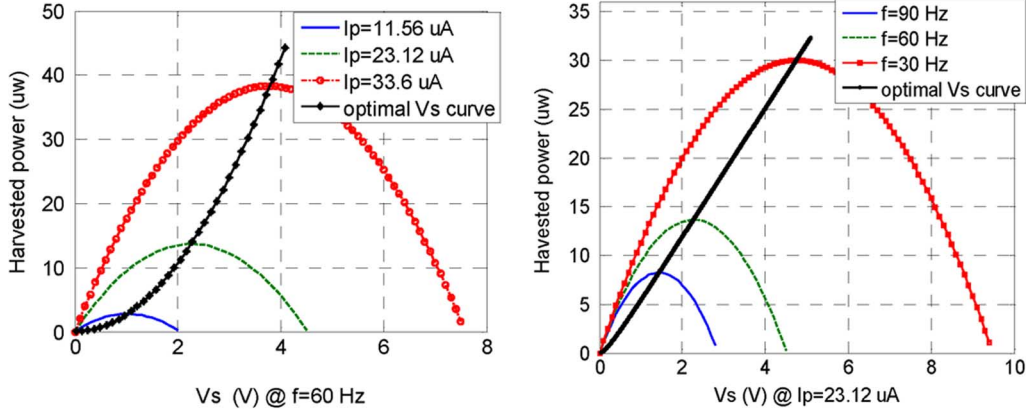 Harvested power (uw)
50
40
30
20
10
0
0 2 4 6 8
Vs (V) @ f=60 Hz
Ip=11.56 uA
Ip=23.12 uA
Ip=33.6 uA
optimal Vs curve
Havested power (uw)
35
30
25
20
15
10
5
0
0 2 4 6 8 10
Vs (V) @ Ip=23.12 uA
f=90 Hz
f=60 Hz
f=30 Hz
optimal Vs curve